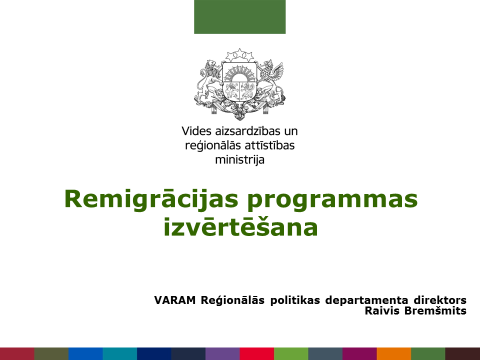 Vides aizsardzības un
reģionālās attīstības
ministrija
Remigrācijas programmas
izvērtēšana
VARAM Reģionālās politikas departamenta direktors
Raivis Bremšmits